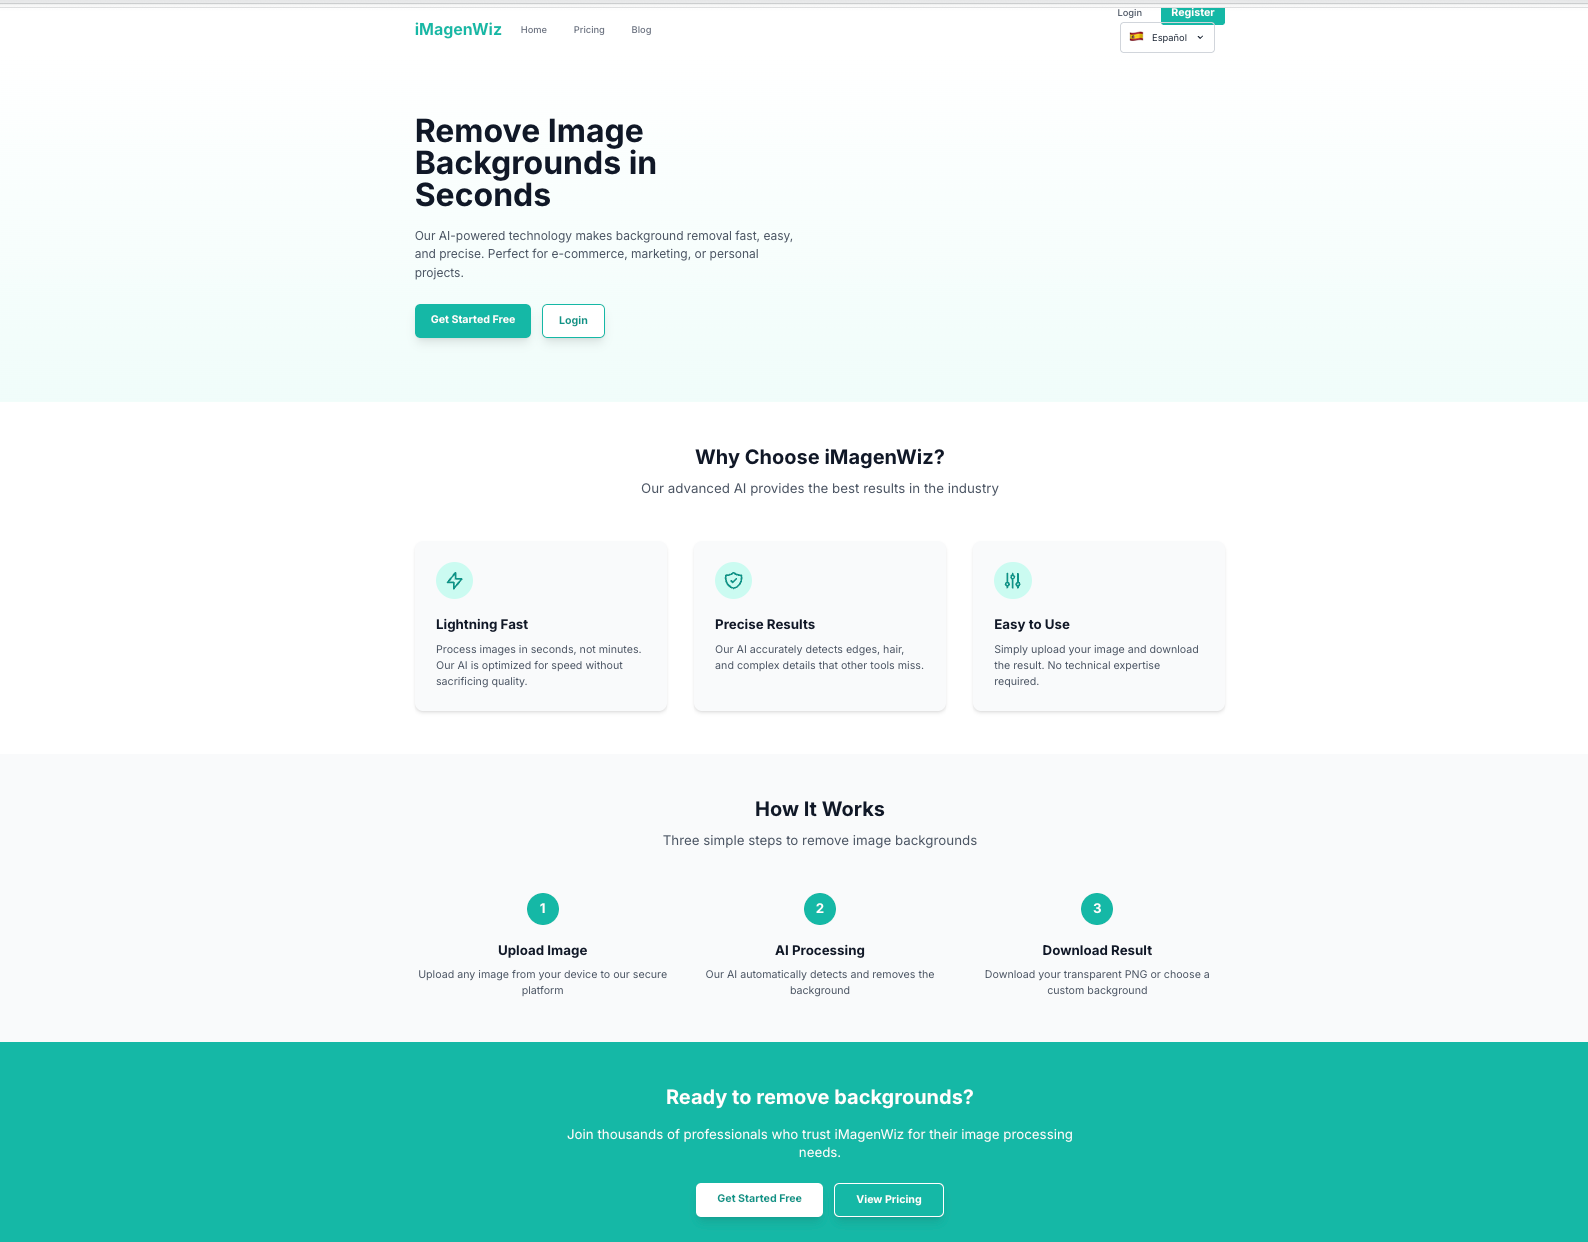 iMagenWiz
Home
Pricing
Blog
Login
Register
Español
Remove Image
Backgrounds in
Seconds
Our AI-powered technology makes background removal fast, easy,
and precise. Perfect for e-commerce, marketing, or personal
projects.
Get Started Free
Login
Why Choose iMagenWiz?
Our advanced AI provides the best results in the industry
Lightning Fast
Process images in seconds, not minutes.
Our AI is optimized for speed without
sacrificing quality.
Precise Results
Our AI accurately detects edges, hair,
and complex details that other tools miss.
Easy to Use
Simply upload your image and download
the result. No technical expertise
required.
How It Works
Three simple steps to remove image backgrounds
1
Upload Image
Upload any image from your device to our secure
platform
2
AI Processing
Our AI automatically detects and removes the
background
3
Download Result
Download your transparent PNG or choose a
custom background
Ready to remove backgrounds?
Join thousands of professionals who trust iMagenWiz for their image processing
needs.
Get Started Free
View Pricing